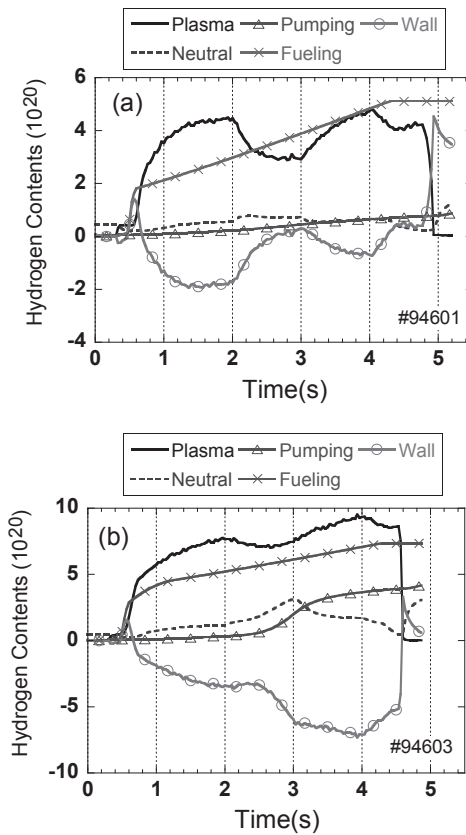 Plasma Pumping Wall
Neutral Fueling
(a)
Hydrogen Contents (10²⁰)
6
4
2
0
-2
-4
#94601
0 1 2 3 4 5
Time(s)
Plasma Pumping Wall
Neutral Fueling
(b)
Hydrogen Contents (10²⁰)
10
5
0
-5
-10
#94603
0 1 2 3 4 5
Time(s)